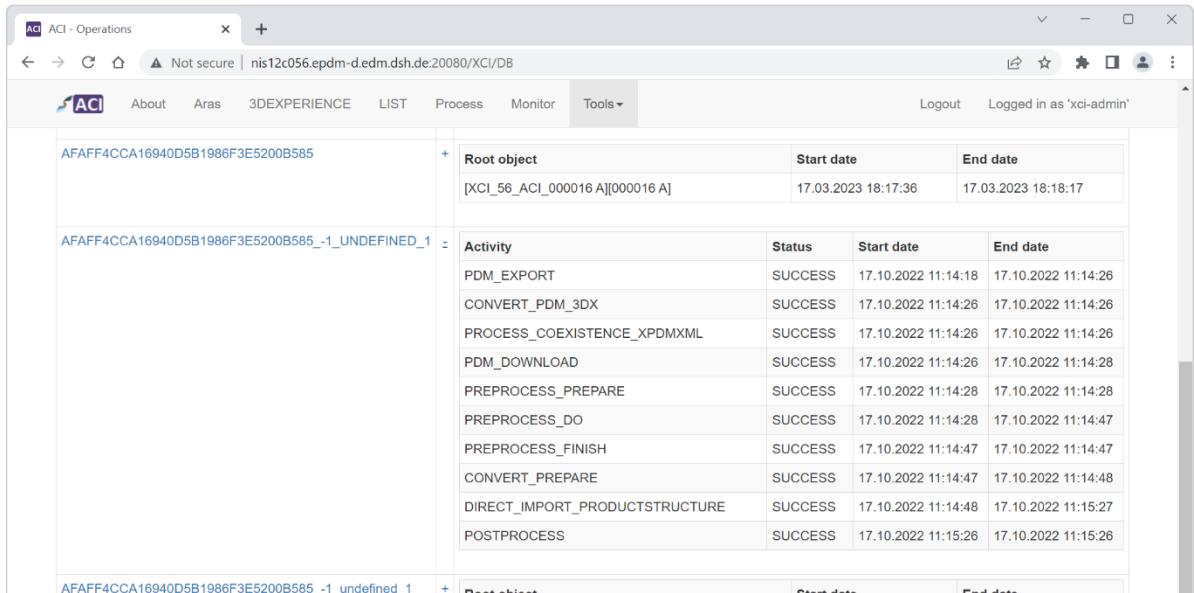 ACI ACI - Operations
Not secure nis12c056.epdm-d.edm.dsh.de:20080/XCI/DB
ACI About Aras 3DEXPERIENCE LIST Process Monitor Tools Logout Logged in as 'xci-admin'
AFAFF4CCA16940D5B1986F3E5200B585 + Root object Start date End date
[XCI_56_ACI_000016 A][000016 A] 17.03.2023 18:17:36 17.03.2023 18:18:17
AFAFF4CCA16940D5B1986F3E5200B585_-1_UNDEFINED_1 - Activity Status Start date End date
PDM_EXPORT SUCCESS 17.10.2022 11:14:18 17.10.2022 11:14:26
CONVERT_PDM_3DX SUCCESS 17.10.2022 11:14:26 17.10.2022 11:14:26
PROCESS_COEXISTENCE_XPDMXML SUCCESS 17.10.2022 11:14:26 17.10.2022 11:14:26
PDM_DOWNLOAD SUCCESS 17.10.2022 11:14:26 17.10.2022 11:14:28
PREPROCESS_PREPARE SUCCESS 17.10.2022 11:14:28 17.10.2022 11:14:28
PREPROCESS_DO SUCCESS 17.10.2022 11:14:28 17.10.2022 11:14:47
PREPROCESS_FINISH SUCCESS 17.10.2022 11:14:47 17.10.2022 11:14:47
CONVERT_PREPARE SUCCESS 17.10.2022 11:14:47 17.10.2022 11:14:48
DIRECT_IMPORT_PRODUCTSTRUCTURE SUCCESS 17.10.2022 11:14:48 17.10.2022 11:15:27
POSTPROCESS SUCCESS 17.10.2022 11:15:26 17.10.2022 11:15:26
AFAFF4CCA16940D5B1986F3E5200B585_-1_undefined_1 + Root object Start date End date